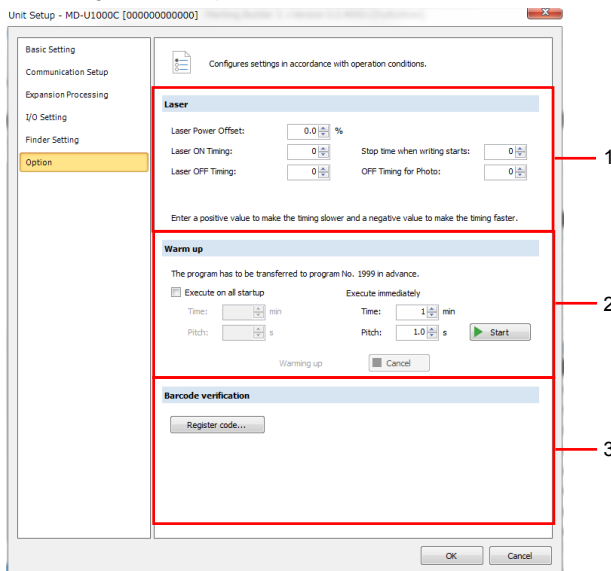 Unit Setup - MD-U1000C [000000000000]
Basic Setting
Communication Setup
Expansion Processing
I/O Setting
Finder Setting
Option
Configures settings in accordance with operation conditions.
Laser
Laser Power Offset: 0.0 %
Laser ON Timing: 0 Stop time when writing starts: 0
Laser OFF Timing: 0 OFF Timing for Photo: 0
Enter a positive value to make the timing slower and a negative value to make the timing faster.
1
Warm up
The program has to be transferred to program No. 1999 in advance.
Execute on all startup Execute immediately
Time: min Time: 1 min
Pitch: s Pitch: 1.0 s Start
Warming up Cancel
2
Barcode verification
Register code...
3
OK Cancel